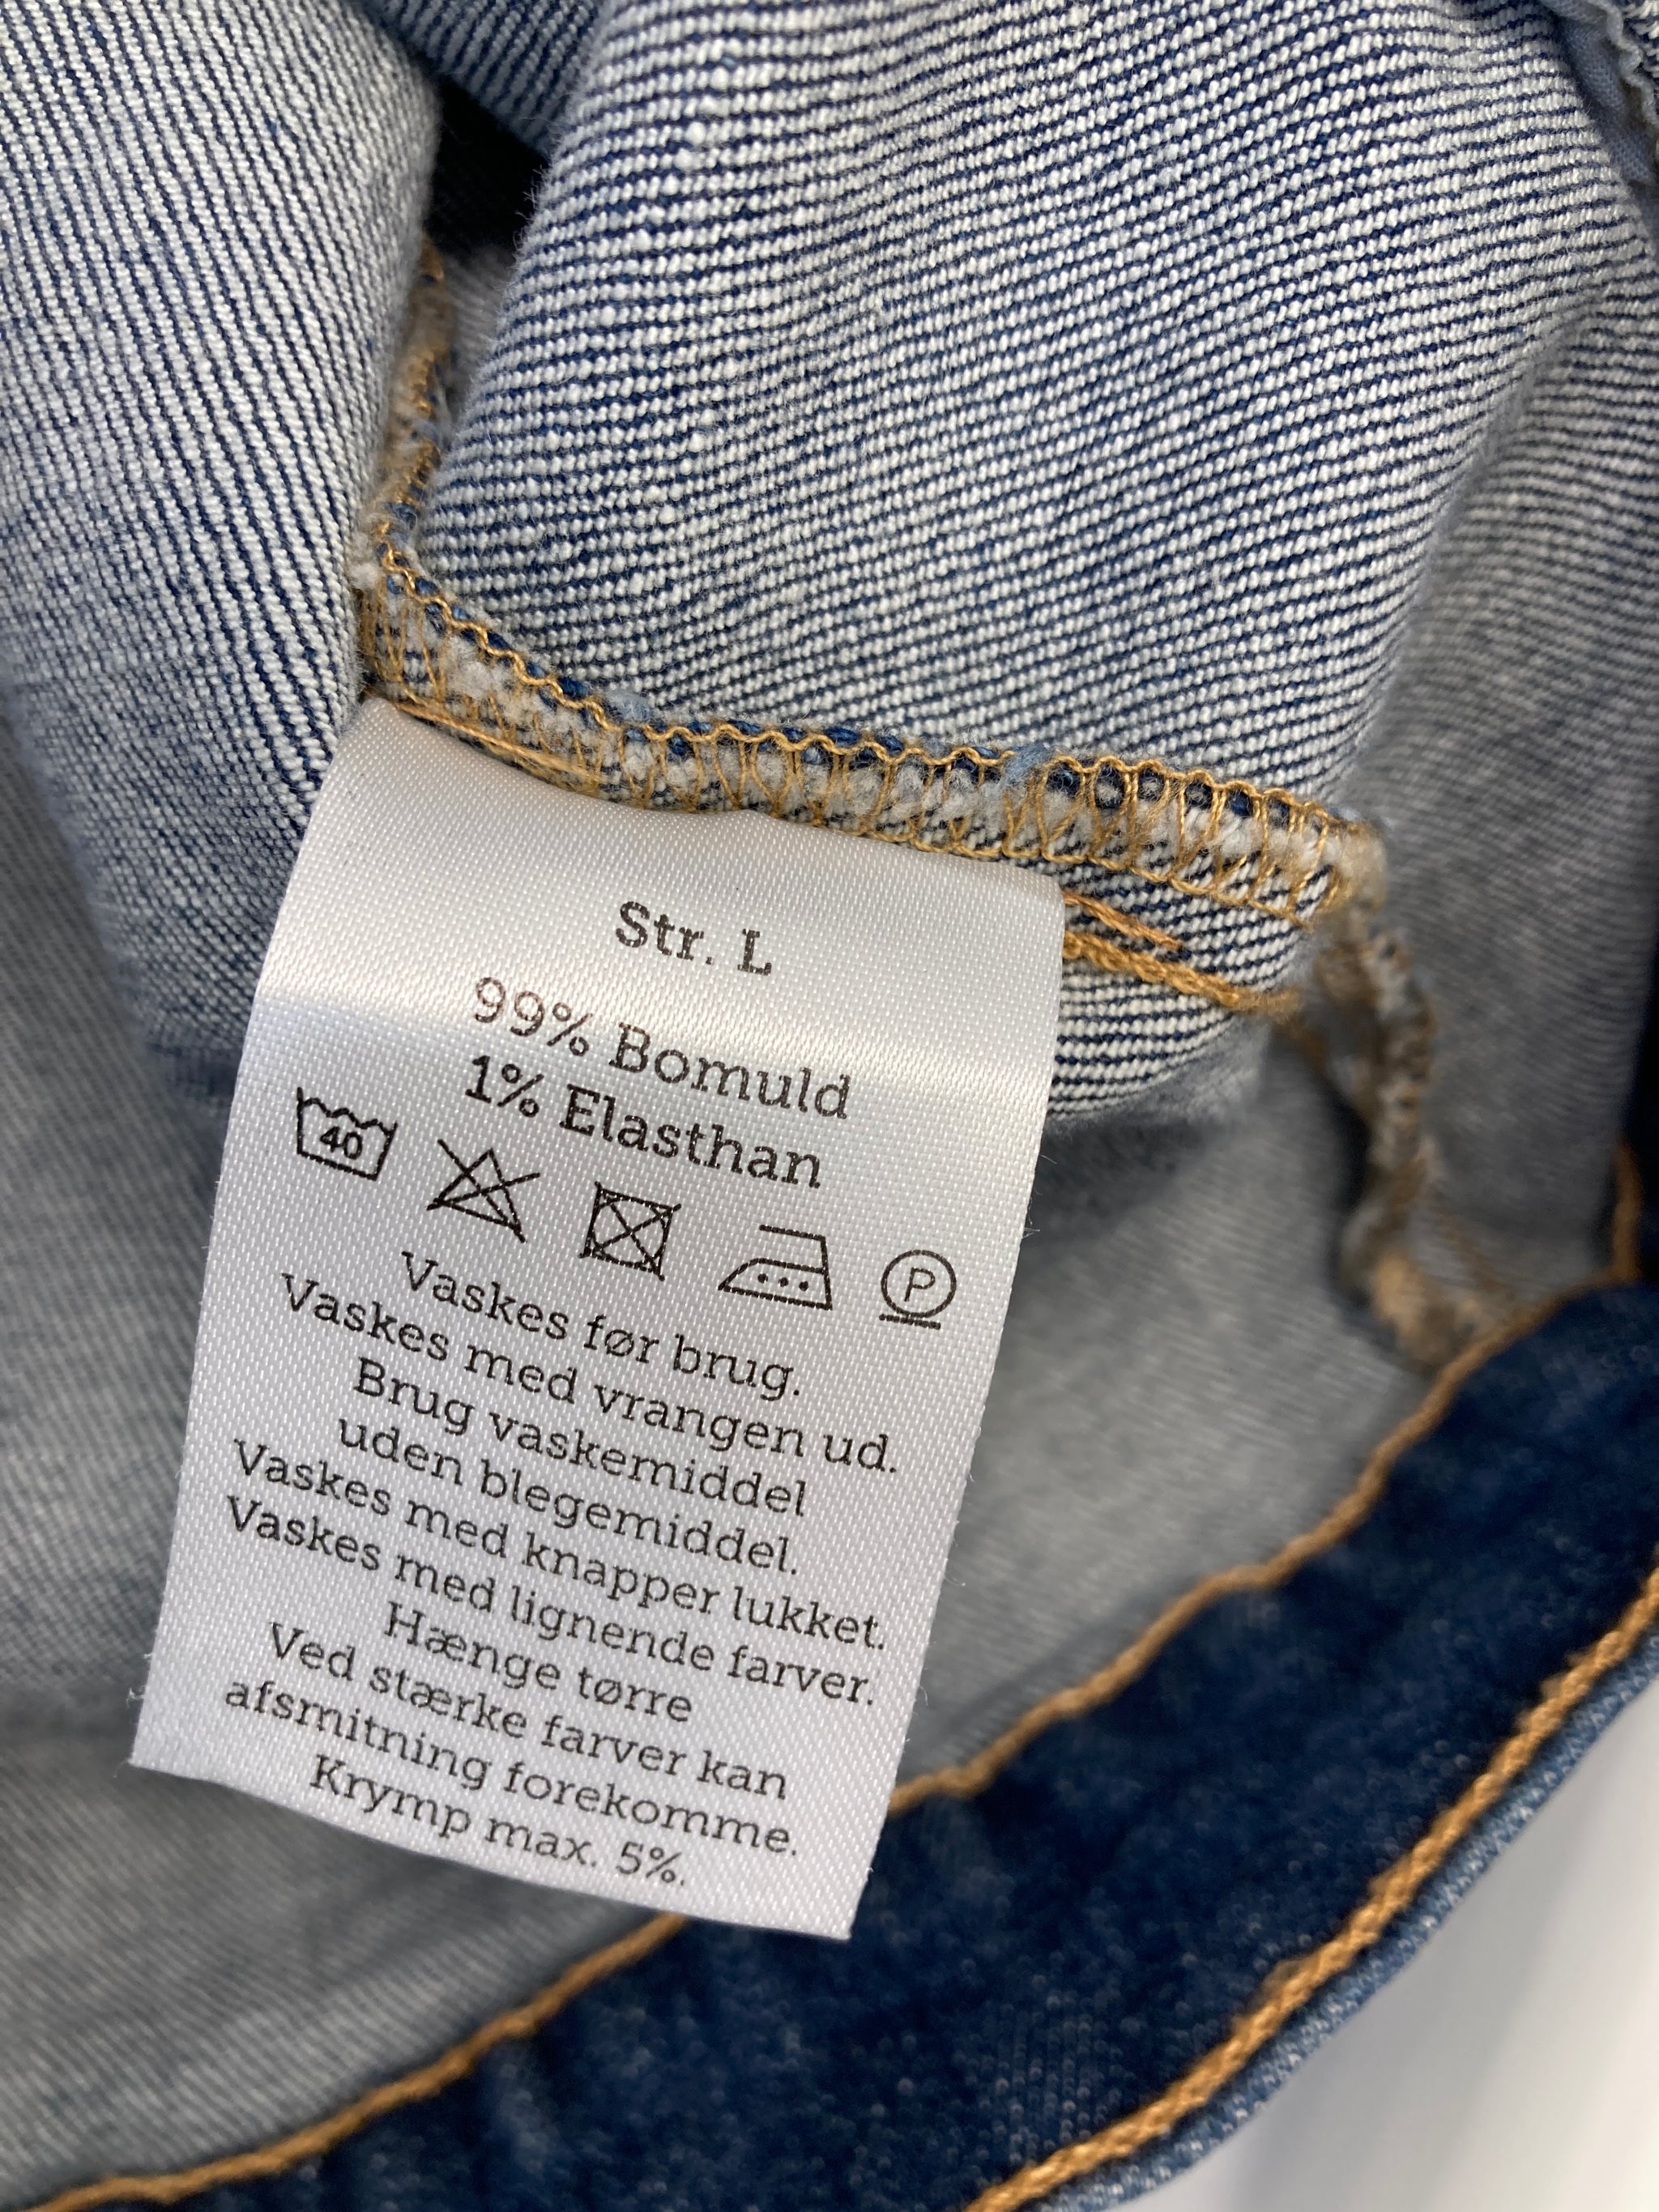 Str. L
99% Bomuld
1% Elasthan
40
P
Vaskes før brug.
Vaskes med vrangen ud.
Brug vaskemiddel
uden blegemiddel.
Vaskes med knapper lukket.
Vaskes med lignende farver.
Hænge tørre
Ved stærke farver kan
afsmitning forekomme.
Krymp max. 5%.